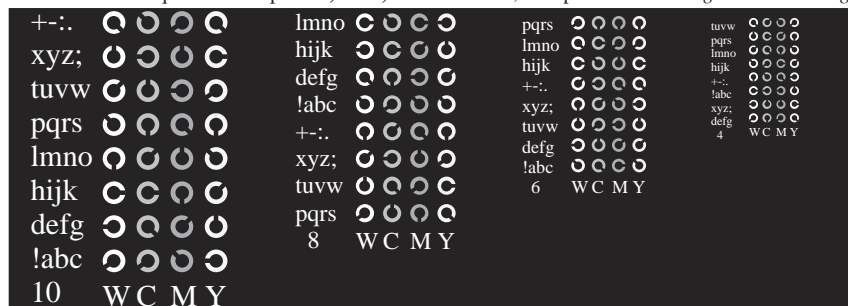 +-:.
xyz;
tuvw
pqrs
lmno
hijk
defg
!abc
10 W C M Y
lmno
hijk
defg
!abc
+-:.
xyz;
tuvw
pqrs
8 W C M Y
pqrs
lmno
hijk
+-:.
xyz;
tuvw
defg
!abc
6 W C M Y
tuvw
pqrs
lmno
hijk
+-:.
!abc
xyz;
defg
4 W C M Y